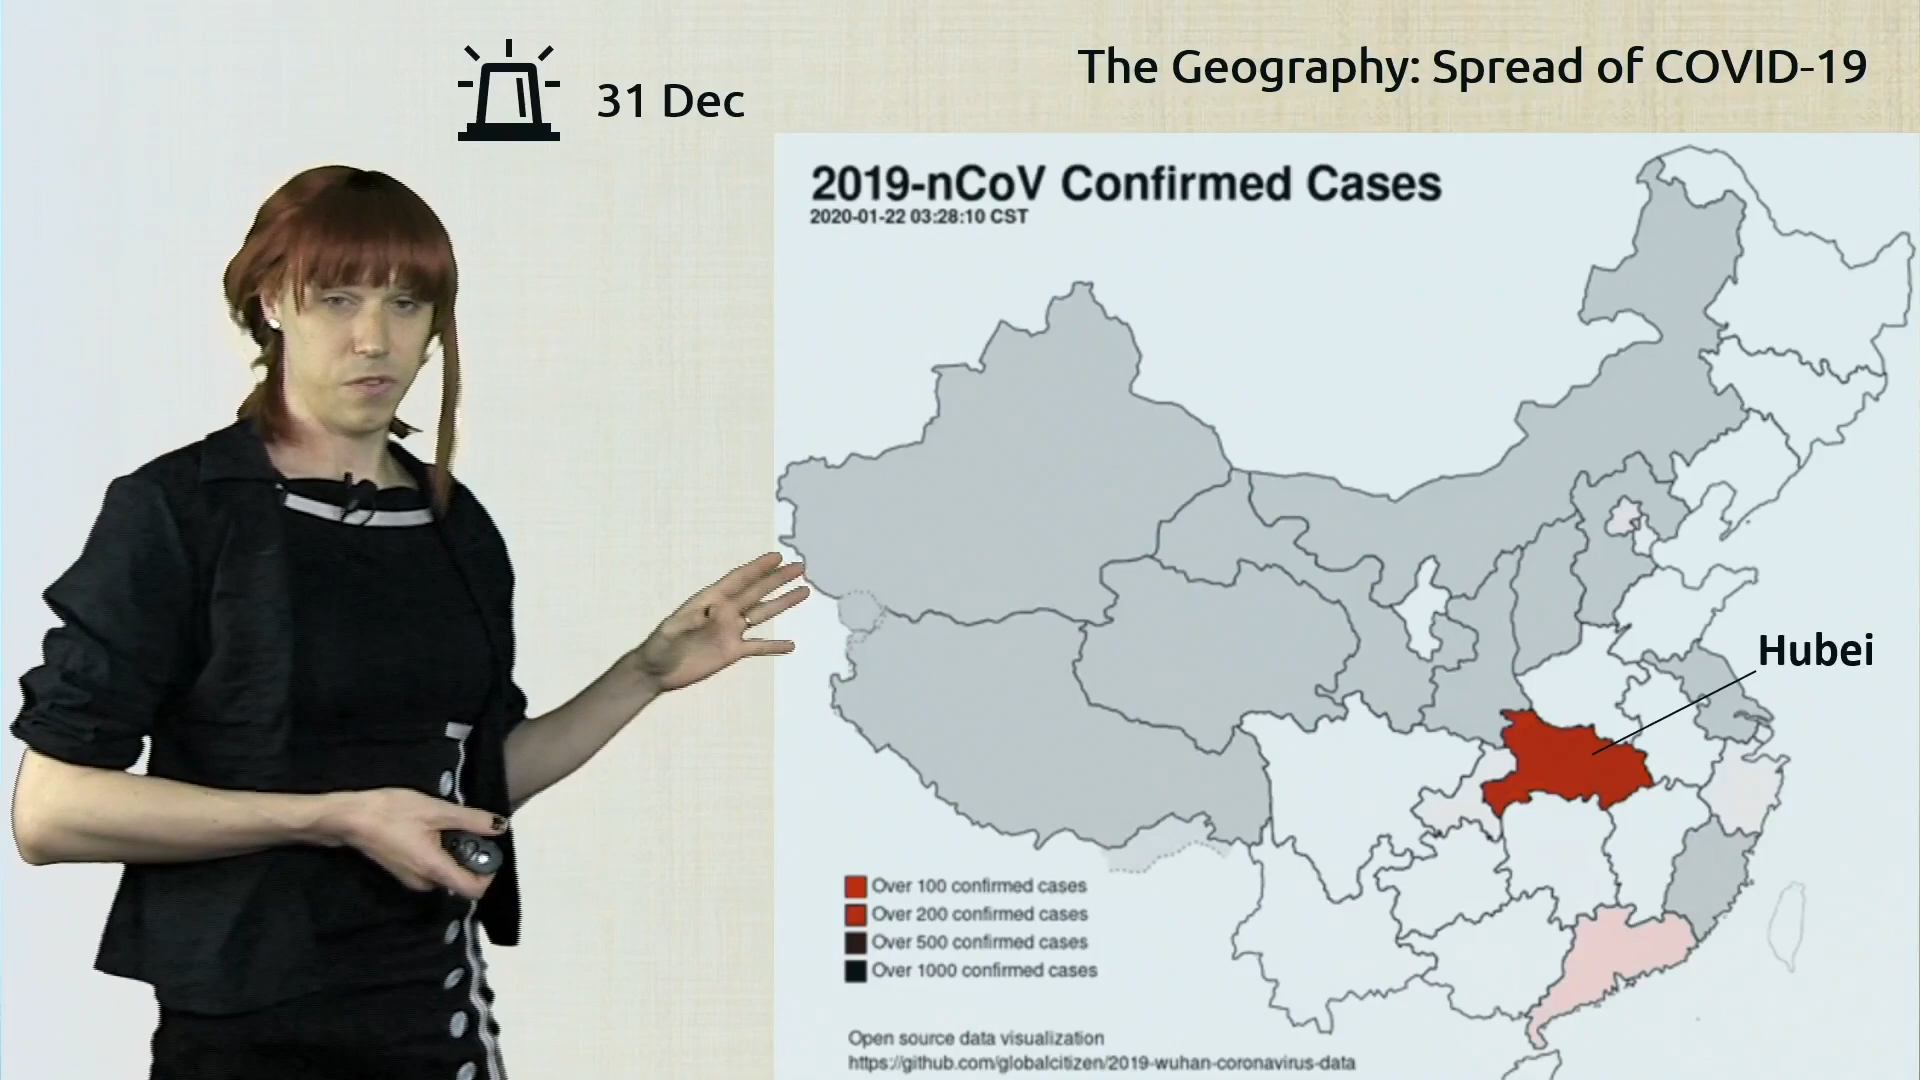 31 Dec
The Geography: Spread of COVID-19
2019-nCoV Confirmed Cases
2020-01-22 03:28:10 CST
Hubei
Over 100 confirmed cases
Over 200 confirmed cases
Over 500 confirmed cases
Over 1000 confirmed cases
Open source data visualization
https://github.com/globalcitizen/2019-wuhan-coronavirus-data